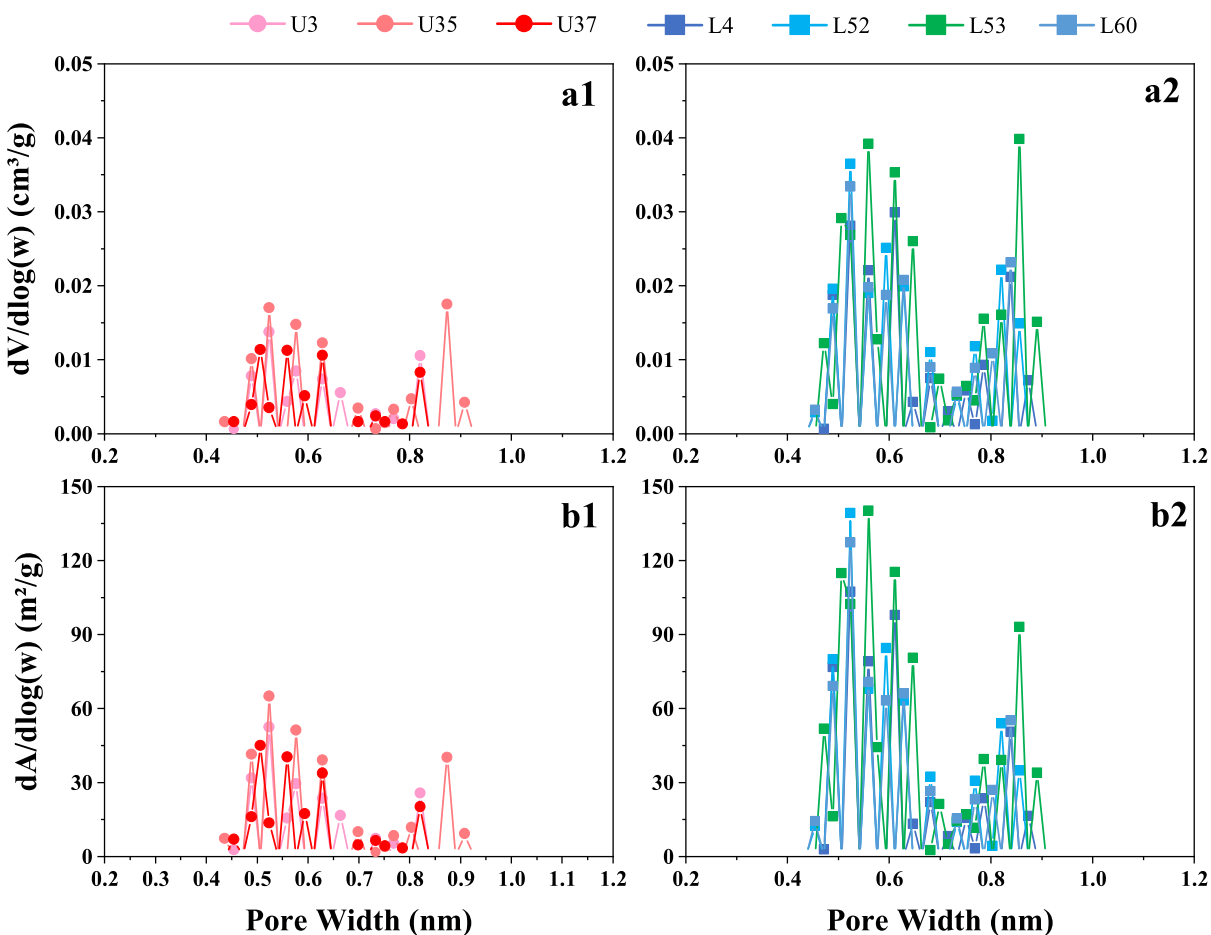 U3 U35 U37 L4 L52 L53 L60
a1 a2
dV/dlog(w) (cm³/g)
0.05
0.04
0.03
0.02
0.01
0.00
0.2 0.4 0.6 0.8 1.0 1.2
0.05
0.04
0.03
0.02
0.01
0.00
0.2 0.4 0.6 0.8 1.0 1.2
b1 b2
dA/dlog(w) (m²/g)
150
120
90
60
30
0
0.2 0.3 0.4 0.5 0.6 0.7 0.8 0.9 1.0 1.2
Pore Width (nm)
150
120
90
60
30
0
0.2 0.4 0.6 0.8 1.0 1.2
Pore Width (nm)